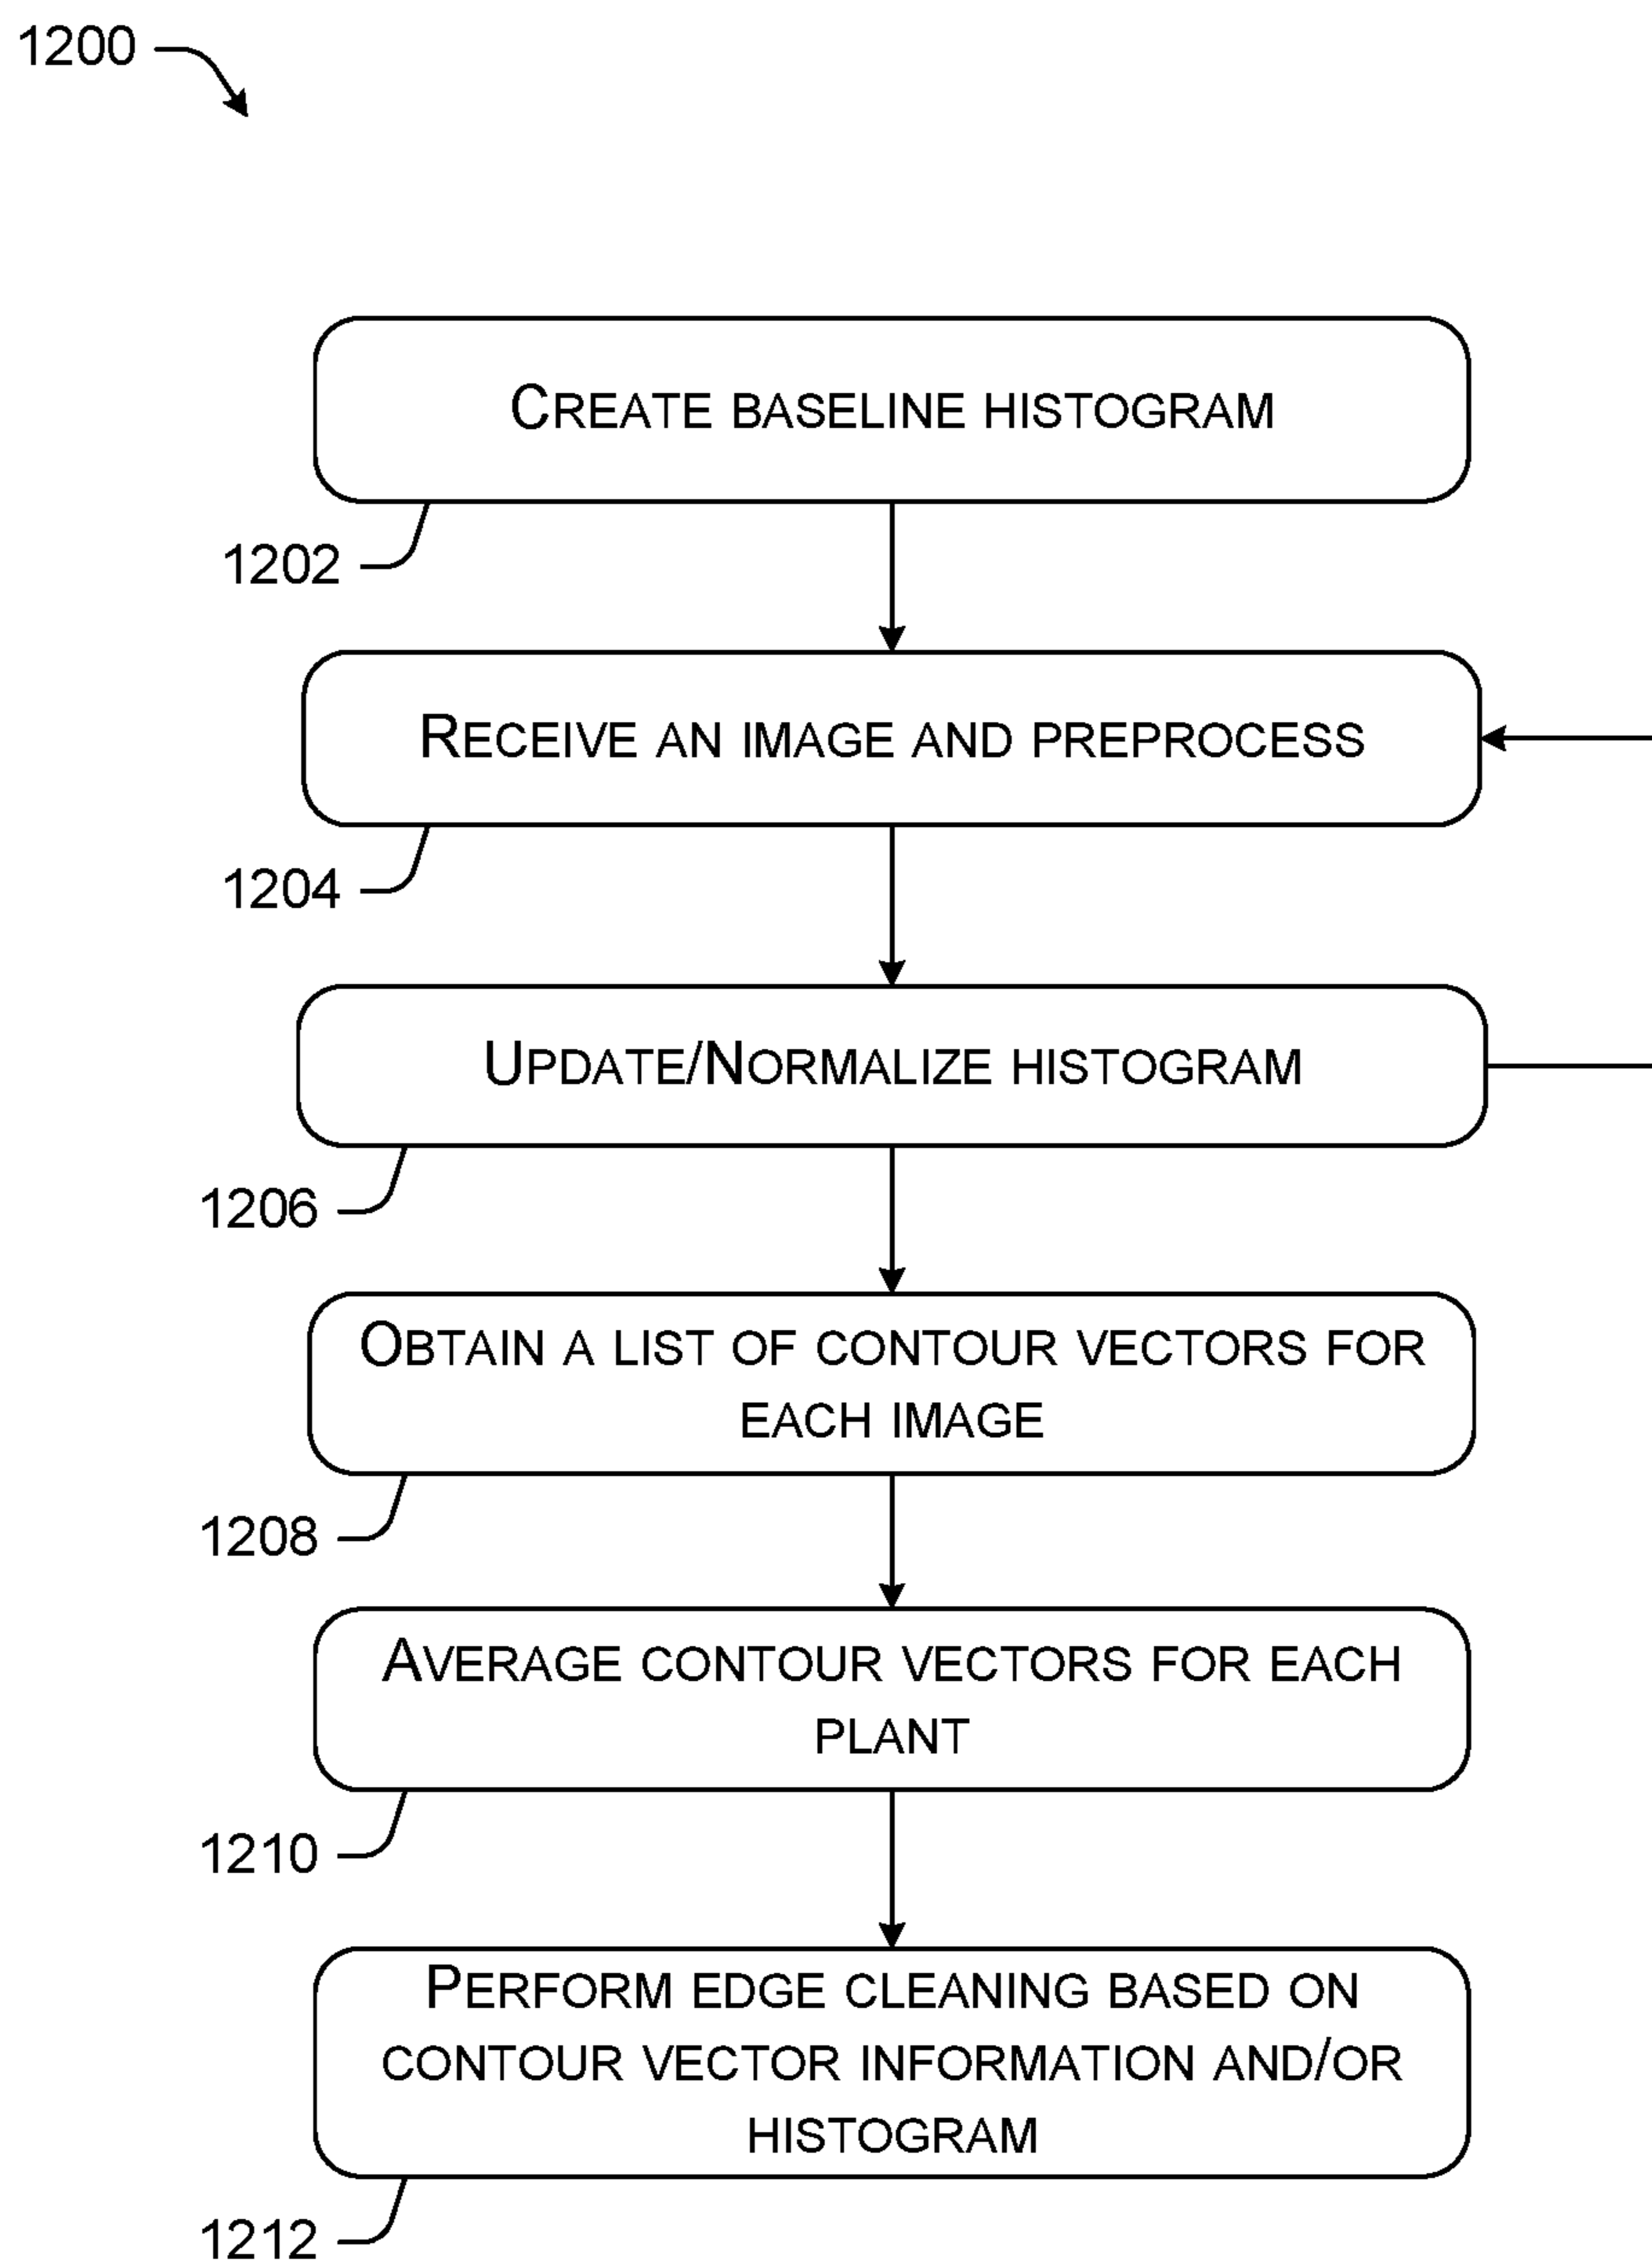 1200
CREATE BASELINE HISTOGRAM
1202
RECEIVE AN IMAGE AND PREPROCESS
1204
UPDATE/NORMALIZE HISTOGRAM
1206
OBTAIN A LIST OF CONTOUR VECTORS FOR
EACH IMAGE
1208
AVERAGE CONTOUR VECTORS FOR EACH
PLANT
1210
PERFORM EDGE CLEANING BASED ON
CONTOUR VECTOR INFORMATION AND/OR
HISTOGRAM
1212